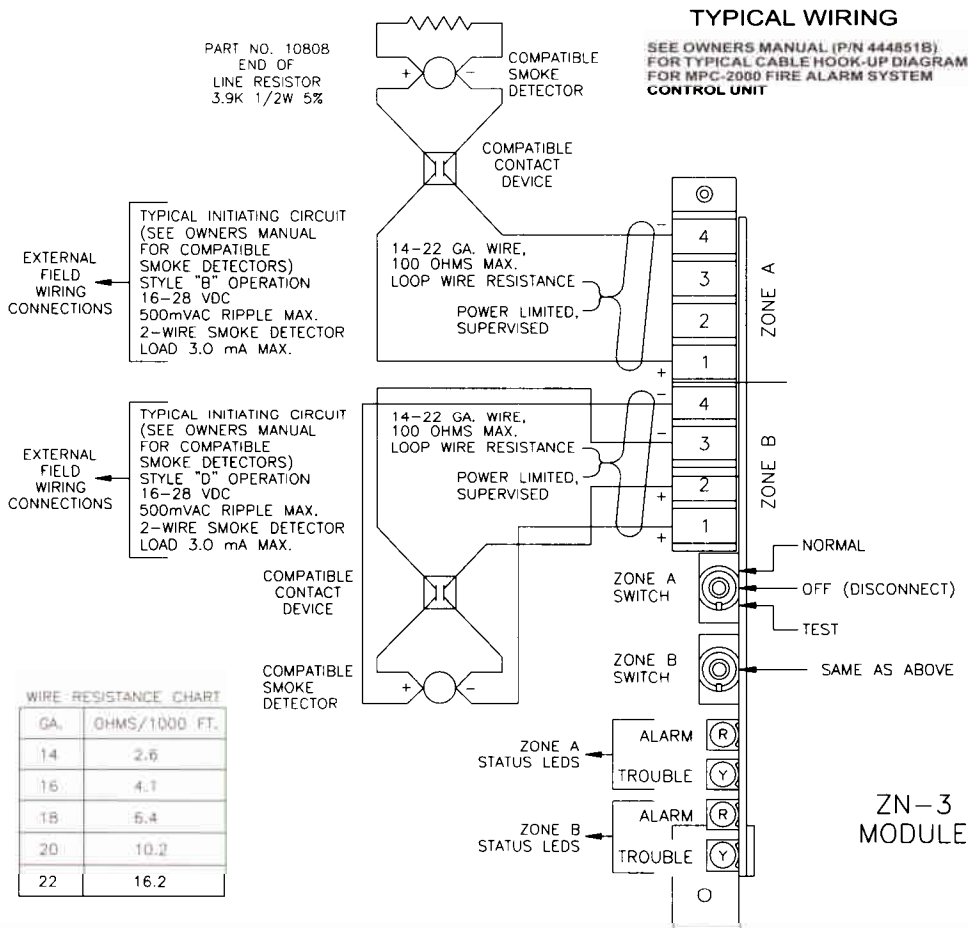 TYPICAL WIRING
SEE OWNERS MANUAL (P/N 444851B)
FOR TYPICAL CABLE HOOK-UP DIAGRAM
FOR MPC-2000 FIRE ALARM SYSTEM
CONTROL UNIT
PART NO. 10808
END OF
LINE RESISTOR
3.9K 1/2W 5%
+ −
COMPATIBLE
SMOKE
DETECTOR
COMPATIBLE
CONTACT
DEVICE
EXTERNAL
FIELD
WIRING
CONNECTIONS
TYPICAL INITIATING CIRCUIT
(SEE OWNERS MANUAL
FOR COMPATIBLE
SMOKE DETECTORS)
STYLE "B" OPERATION
16-28 VDC
500mVAC RIPPLE MAX.
2-WIRE SMOKE DETECTOR
LOAD 3.0 mA MAX.
14-22 GA. WIRE,
100 OHMS MAX.
LOOP WIRE RESISTANCE
POWER LIMITED,
SUPERVISED
− 4
3
2
+ 1
ZONE A
EXTERNAL
FIELD
WIRING
CONNECTIONS
TYPICAL INITIATING CIRCUIT
(SEE OWNERS MANUAL
FOR COMPATIBLE
SMOKE DETECTORS)
STYLE "D" OPERATION
16-28 VDC
500mVAC RIPPLE MAX.
2-WIRE SMOKE DETECTOR
LOAD 3.0 mA MAX.
14-22 GA. WIRE,
100 OHMS MAX.
LOOP WIRE RESISTANCE
POWER LIMITED,
SUPERVISED
− 4
− 3
+ 2
+ 1
ZONE B
COMPATIBLE
CONTACT
DEVICE
COMPATIBLE
SMOKE
DETECTOR
+ −
ZONE A
SWITCH
NORMAL
OFF (DISCONNECT)
TEST
ZONE B
SWITCH
SAME AS ABOVE
ZONE A
STATUS LEDS
ALARM R
TROUBLE Y
ZONE B
STATUS LEDS
ALARM R
TROUBLE Y
ZN-3
MODULE
WIRE RESISTANCE CHART
GA. OHMS/1000 FT.
14 2.6
16 4.1
18
20 10.2
22 16.2